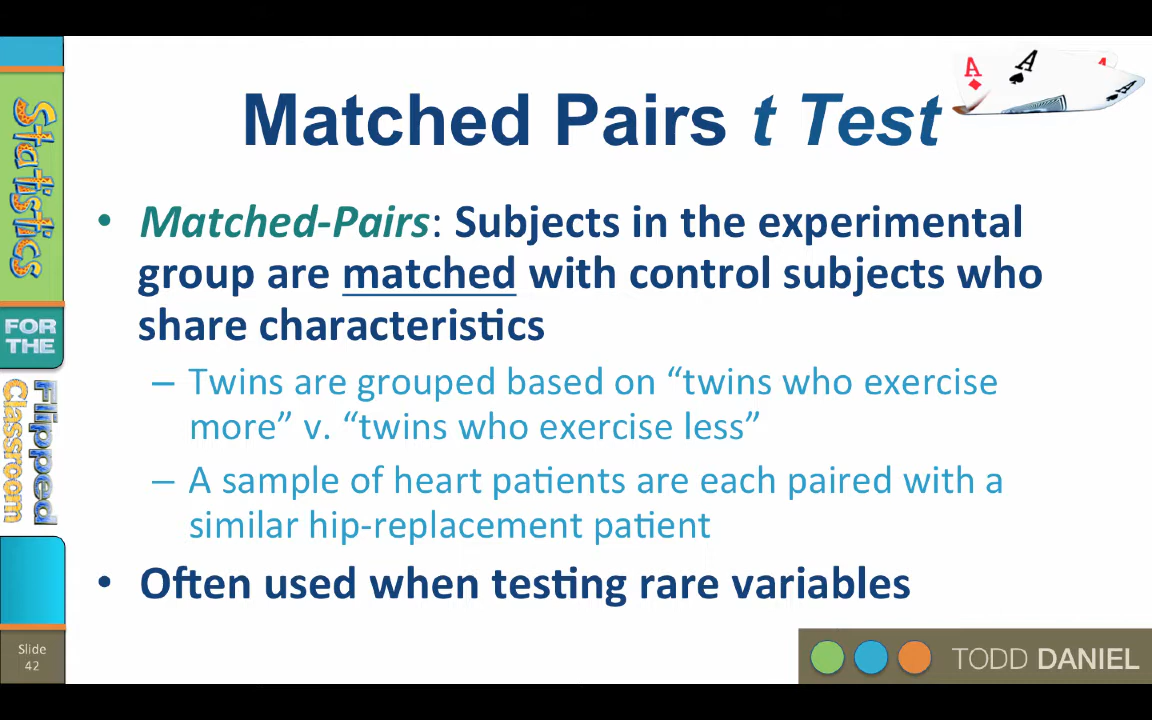 Matched Pairs t Test
• Matched-Pairs: Subjects in the experimental
group are matched with control subjects who
share characteristics
– Twins are grouped based on “twins who exercise
more” v. “twins who exercise less”
– A sample of heart patients are each paired with a
similar hip-replacement patient
• Often used when testing rare variables
Statistics
FOR
THE
Flipped
Classroom
Slide
42
A
A
A
A
TODD DANIEL